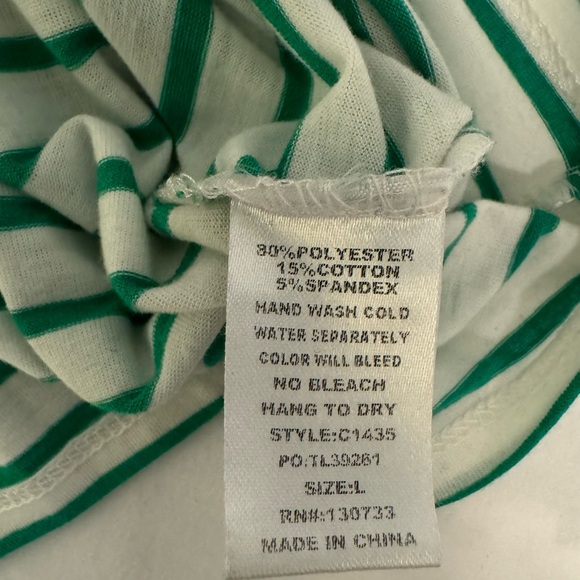 80%POLYESTER
15%COTTON
5%SPANDEX
HAND WASH COLD
WATER SEPARATELY
COLOR WILL BLEED
NO BLEACH
HANG TO DRY
STYLE:C1435
PO:TL39261
SIZE:L
RN#:130733
MADE IN CHINA